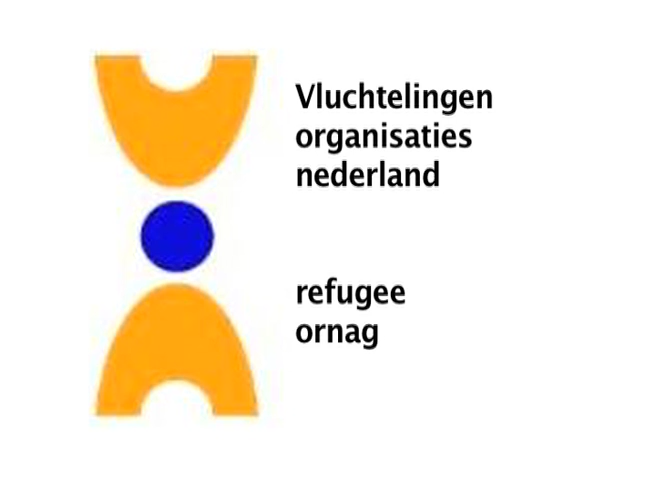 Vluchtelingen
organisaties
nederland
refugee
ornag